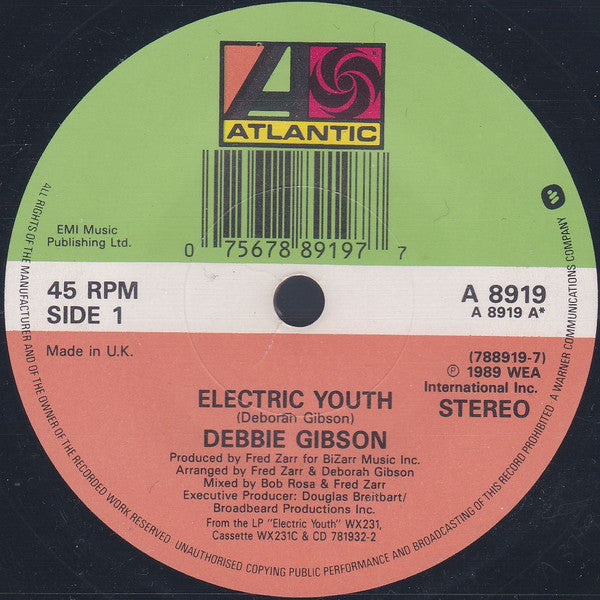 A
ATLANTIC
0 75678 89197 7
EMI Music
Publishing Ltd.
45 RPM
SIDE 1
A 8919
A 8919 A*
Made in U.K.
(788919-7)
℗ 1989 WEA
International Inc.
STEREO
ELECTRIC YOUTH
(Deborah Gibson)
DEBBIE GIBSON
Produced by Fred Zarr for BiZarr Music Inc.
Arranged by Fred Zarr & Deborah Gibson
Mixed by Bob Rosa & Fred Zarr
Executive Producer: Douglas Breitbart/
Broadbeard Productions Inc.
From the LP "Electric Youth" WX231,
Cassette WX231C & CD 781932-2
ALL RIGHTS OF THE MANUFACTURER AND OF THE OWNER OF THE RECORDED WORK RESERVED UNAUTHORISED COPYING PUBLIC PERFORMANCE AND BROADCASTING OF THIS RECORD PROHIBITED A WARNER COMMUNICATIONS COMPANY